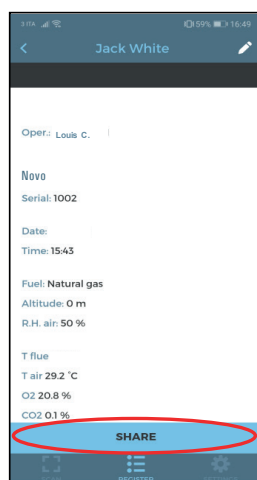 59% 16:49
Jack White
Oper.: Louis C.
Novo
Serial: 1002
Date:
Time: 15:43
Fuel: Natural gas
Altitude: 0 m
R.H. air: 50 %
T flue
T air 29.2 °C
O2 20.8 %
CO2 0.1 %
SHARE
REGISTER
SETTINGS